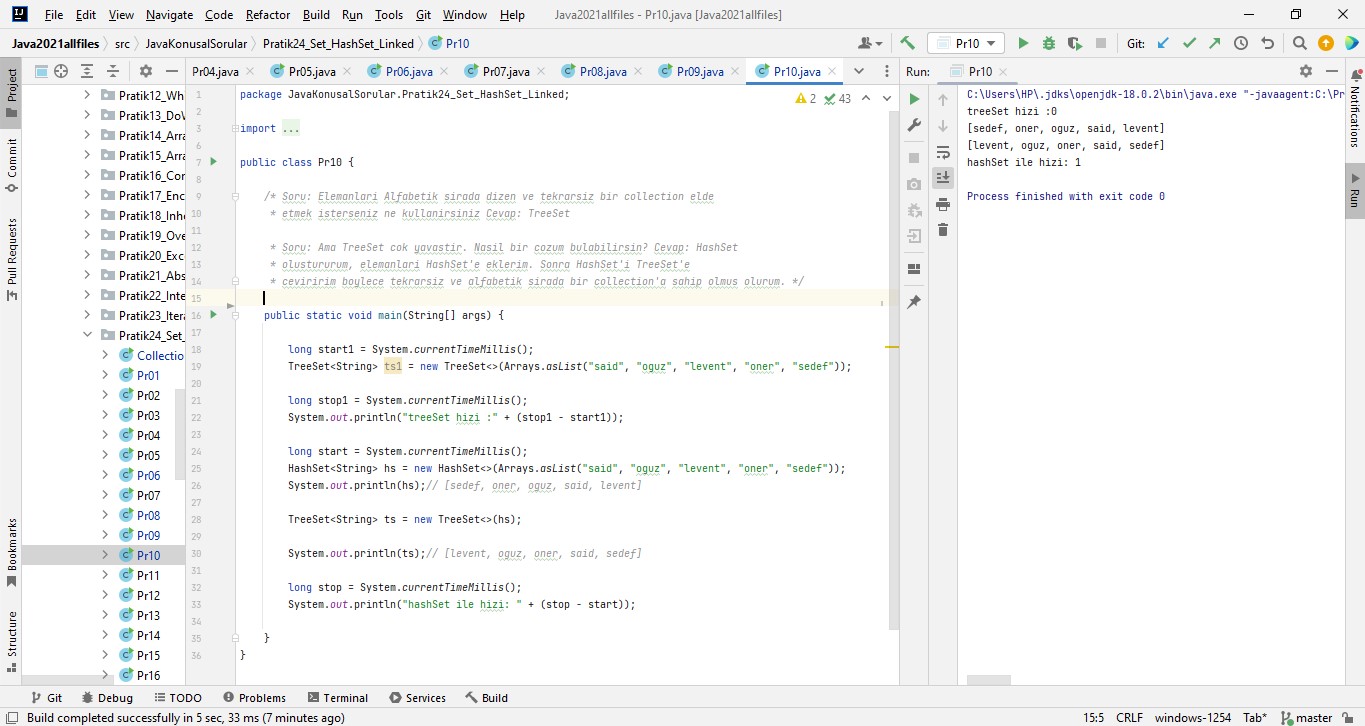 File Edit View Navigate Code Refactor Build Run Tools Git Window Help Java2021allfiles - Pr10.java [Java2021allfiles]
Java2021allfiles src JavaKonusalSorular Pratik24_Set_HashSet_Linked Pr10
Pr10
Git:
Project
Commit
Pull Requests
Bookmarks
Structure
Pratik12_Wh
Pratik13_DoV
Pratik14_Arra
Pratik15_Arra
Pratik16_Cor
Pratik17_Enc
Pratik18_Inh
Pratik19_Ove
Pratik20_Exc
Pratik21_Abs
Pratik22_Inte
Pratik23_Itera
Pratik24_Set_
Collectio
Pr01
Pr02
Pr03
Pr04
Pr05
Pr06
Pr07
Pr08
Pr09
Pr10
Pr11
Pr12
Pr13
Pr14
Pr15
Pr16
Pr04.java Pr05.java Pr06.java Pr07.java Pr08.java Pr09.java Pr10.java
2 43
1 package JavaKonusalSorular.Pratik24_Set_HashSet_Linked;
2
3 import ...
6
7 public class Pr10 {
8
9 /* Soru: Elemanlari Alfabetik sirada dizen ve tekrarsiz bir collection elde
10 * etmek isterseniz ne kullanirsiniz Cevap: TreeSet
11
12 * Soru: Ama TreeSet cok yavastir. Nasil bir cozum bulabilirsin? Cevap: HashSet
13 * olustururum, elemanlari HashSet'e eklerim. Sonra HashSet'i TreeSet'e
14 * ceviririm boylece tekrarsiz ve alfabetik sirada bir collection'a sahip olmus olurum. */
15
16 public static void main(String[] args) {
17
18 long start1 = System.currentTimeMillis();
19 TreeSet<String> ts1 = new TreeSet<>(Arrays.asList("said", "oguz", "levent", "oner", "sedef"));
20
21 long stop1 = System.currentTimeMillis();
22 System.out.println("treeSet hizi :" + (stop1 - start1));
23
24 long start = System.currentTimeMillis();
25 HashSet<String> hs = new HashSet<>(Arrays.asList("said", "oguz", "levent", "oner", "sedef"));
26 System.out.println(hs);// [sedef, oner, oguz, said, levent]
27
28 TreeSet<String> ts = new TreeSet<>(hs);
29
30 System.out.println(ts);// [levent, oguz, oner, said, sedef]
31
32 long stop = System.currentTimeMillis();
33 System.out.println("hashSet ile hizi: " + (stop - start));
34
35 }
36 }
Run: Pr10
C:\Users\HP\.jdks\openjdk-18.0.2\bin\java.exe "-javaagent:C:\Pr
treeSet hizi :0
[sedef, oner, oguz, said, levent]
[levent, oguz, oner, said, sedef]
hashSet ile hizi: 1
Process finished with exit code 0
Notifications
Run
Git Debug TODO Problems Terminal Services Build
Build completed successfully in 5 sec, 33 ms (7 minutes ago)
15:5 CRLF windows-1254 Tab* master